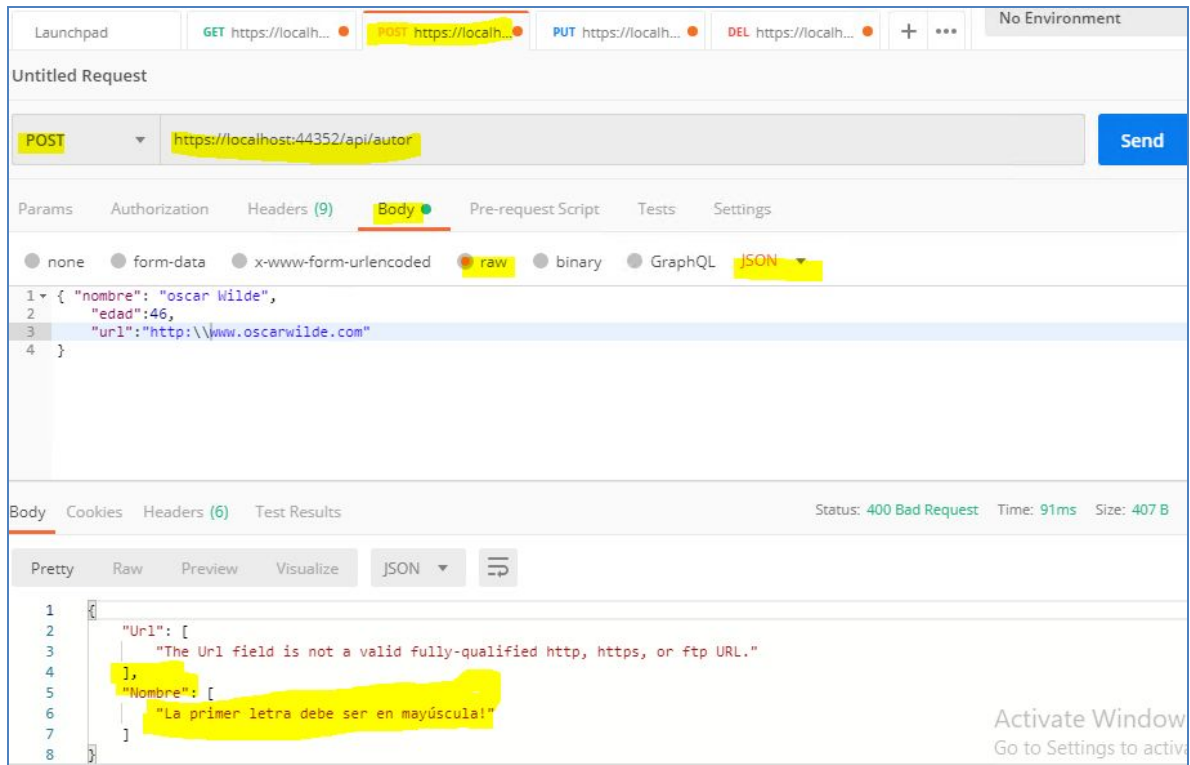 Launchpad GET https://localh... POST https://localh... PUT https://localh... DEL https://localh... + ••• No Environment
Untitled Request
POST https://localhost:44352/api/autor Send
Params Authorization Headers (9) Body Pre-request Script Tests Settings
none form-data x-www-form-urlencoded raw binary GraphQL JSON
1 { "nombre": "oscar Wilde",
2 "edad":46,
3 "url":"http:\\www.oscarwilde.com"
4 }
Body Cookies Headers (6) Test Results Status: 400 Bad Request Time: 91ms Size: 407 B
Pretty Raw Preview Visualize JSON
1 {
2 "Url": [
3 "The Url field is not a valid fully-qualified http, https, or ftp URL."
4 ],
5 "Nombre": [
6 "La primer letra debe ser en mayúscula!"
7 ]
8 }
Activate Window
Go to Settings to activa